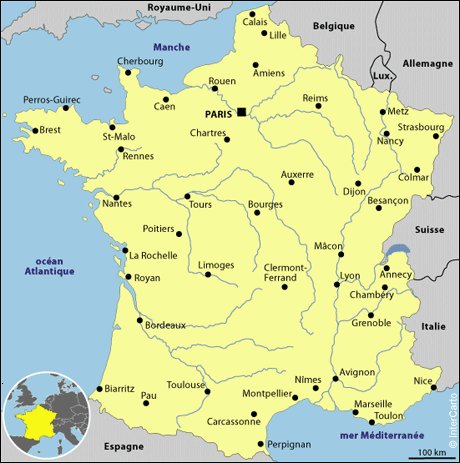 Royaume-Uni
Calais
Belgique
Lille
Manche
Allemagne
Cherbourg
Amiens
Lux.
Rouen
Perros-Guirec
Caen
Reims
PARIS
Metz
Brest
St-Malo
Chartres
Strasbourg
Nancy
Rennes
Auxerre
Colmar
Dijon
Nantes
Tours
Bourges
Besançon
Poitiers
Suisse
Mâcon
La Rochelle
océan
Atlantique
Limoges
Clermont-
Ferrand
Annecy
Royan
Lyon
Chambéry
Bordeaux
Grenoble
Italie
Avignon
Biarritz
Toulouse
Nîmes
Nice
Pau
Montpellier
Marseille
Carcassonne
Toulon
mer Méditerranée
Espagne
Perpignan
100 km
© InterCarto